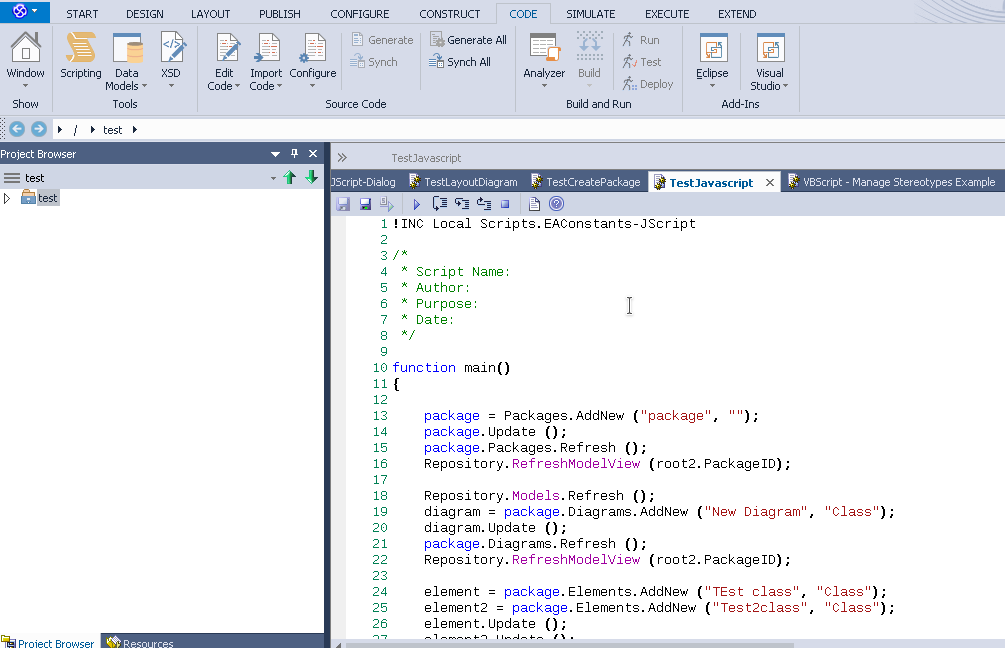 START DESIGN LAYOUT PUBLISH CONFIGURE CONSTRUCT CODE SIMULATE EXECUTE EXTEND
Window
Show
Scripting
Data Models
XSD
Tools
Edit Code
Import Code
Configure
Generate
Synch
Generate All
Synch All
Source Code
Analyzer
Build
Run
Test
Deploy
Build and Run
Eclipse
Visual Studio
Add-Ins
/ test
Project Browser
test
test
TestJavascript
JScript-Dialog TestLayoutDiagram TestCreatePackage TestJavascript VBScript - Manage Stereotypes Example
1 !INC Local Scripts.EAConstants-JScript
2
3 /*
4 * Script Name:
5 * Author:
6 * Purpose:
7 * Date:
8 */
9
10 function main()
11 {
12
13 package = Packages.AddNew ("package", "");
14 package.Update ();
15 package.Packages.Refresh ();
16 Repository.RefreshModelView (root2.PackageID);
17
18 Repository.Models.Refresh ();
19 diagram = package.Diagrams.AddNew ("New Diagram", "Class");
20 diagram.Update ();
21 package.Diagrams.Refresh ();
22 Repository.RefreshModelView (root2.PackageID);
23
24 element = package.Elements.AddNew ("TEst class", "Class");
25 element2 = package.Elements.AddNew ("Test2class", "Class");
26 element.Update ();
27 element2.Update ();
Project Browser Resources